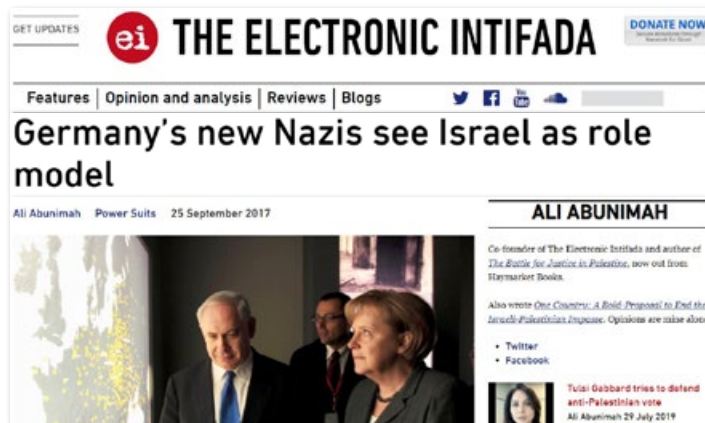 GET UPDATES
ei
THE ELECTRONIC INTIFADA
DONATE NOW
Features | Opinion and analysis | Reviews | Blogs
You
Tube
Germany's new Nazis see Israel as role
model
Ali Abunimah Power Suits 25 September 2017
ALI ABUNIMAH
Co-founder of The Electronic Intifada and author of
The Battle for Justice in Palestine, now out from
Haymarket Books.
Also wrote One Country: A Bold-Proposal to End the
Israeli-Palestinian Impasse. Opinions are mine alon
• Twitter
• Facebook
Tulsi Gabbard tries to defend
anti-Palestinian vote
Ali Abunimah 29 July 2019